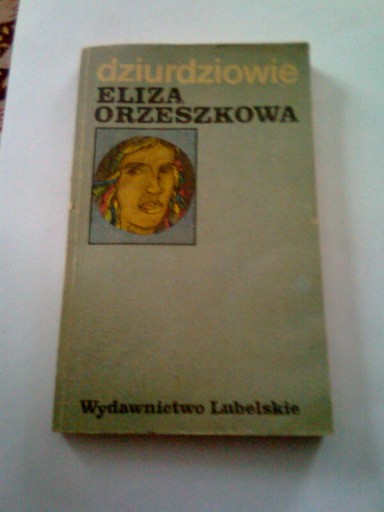 dziurdziowie
ELIZA
ORZESZKOWA
Wydawnictwo Lubelskie